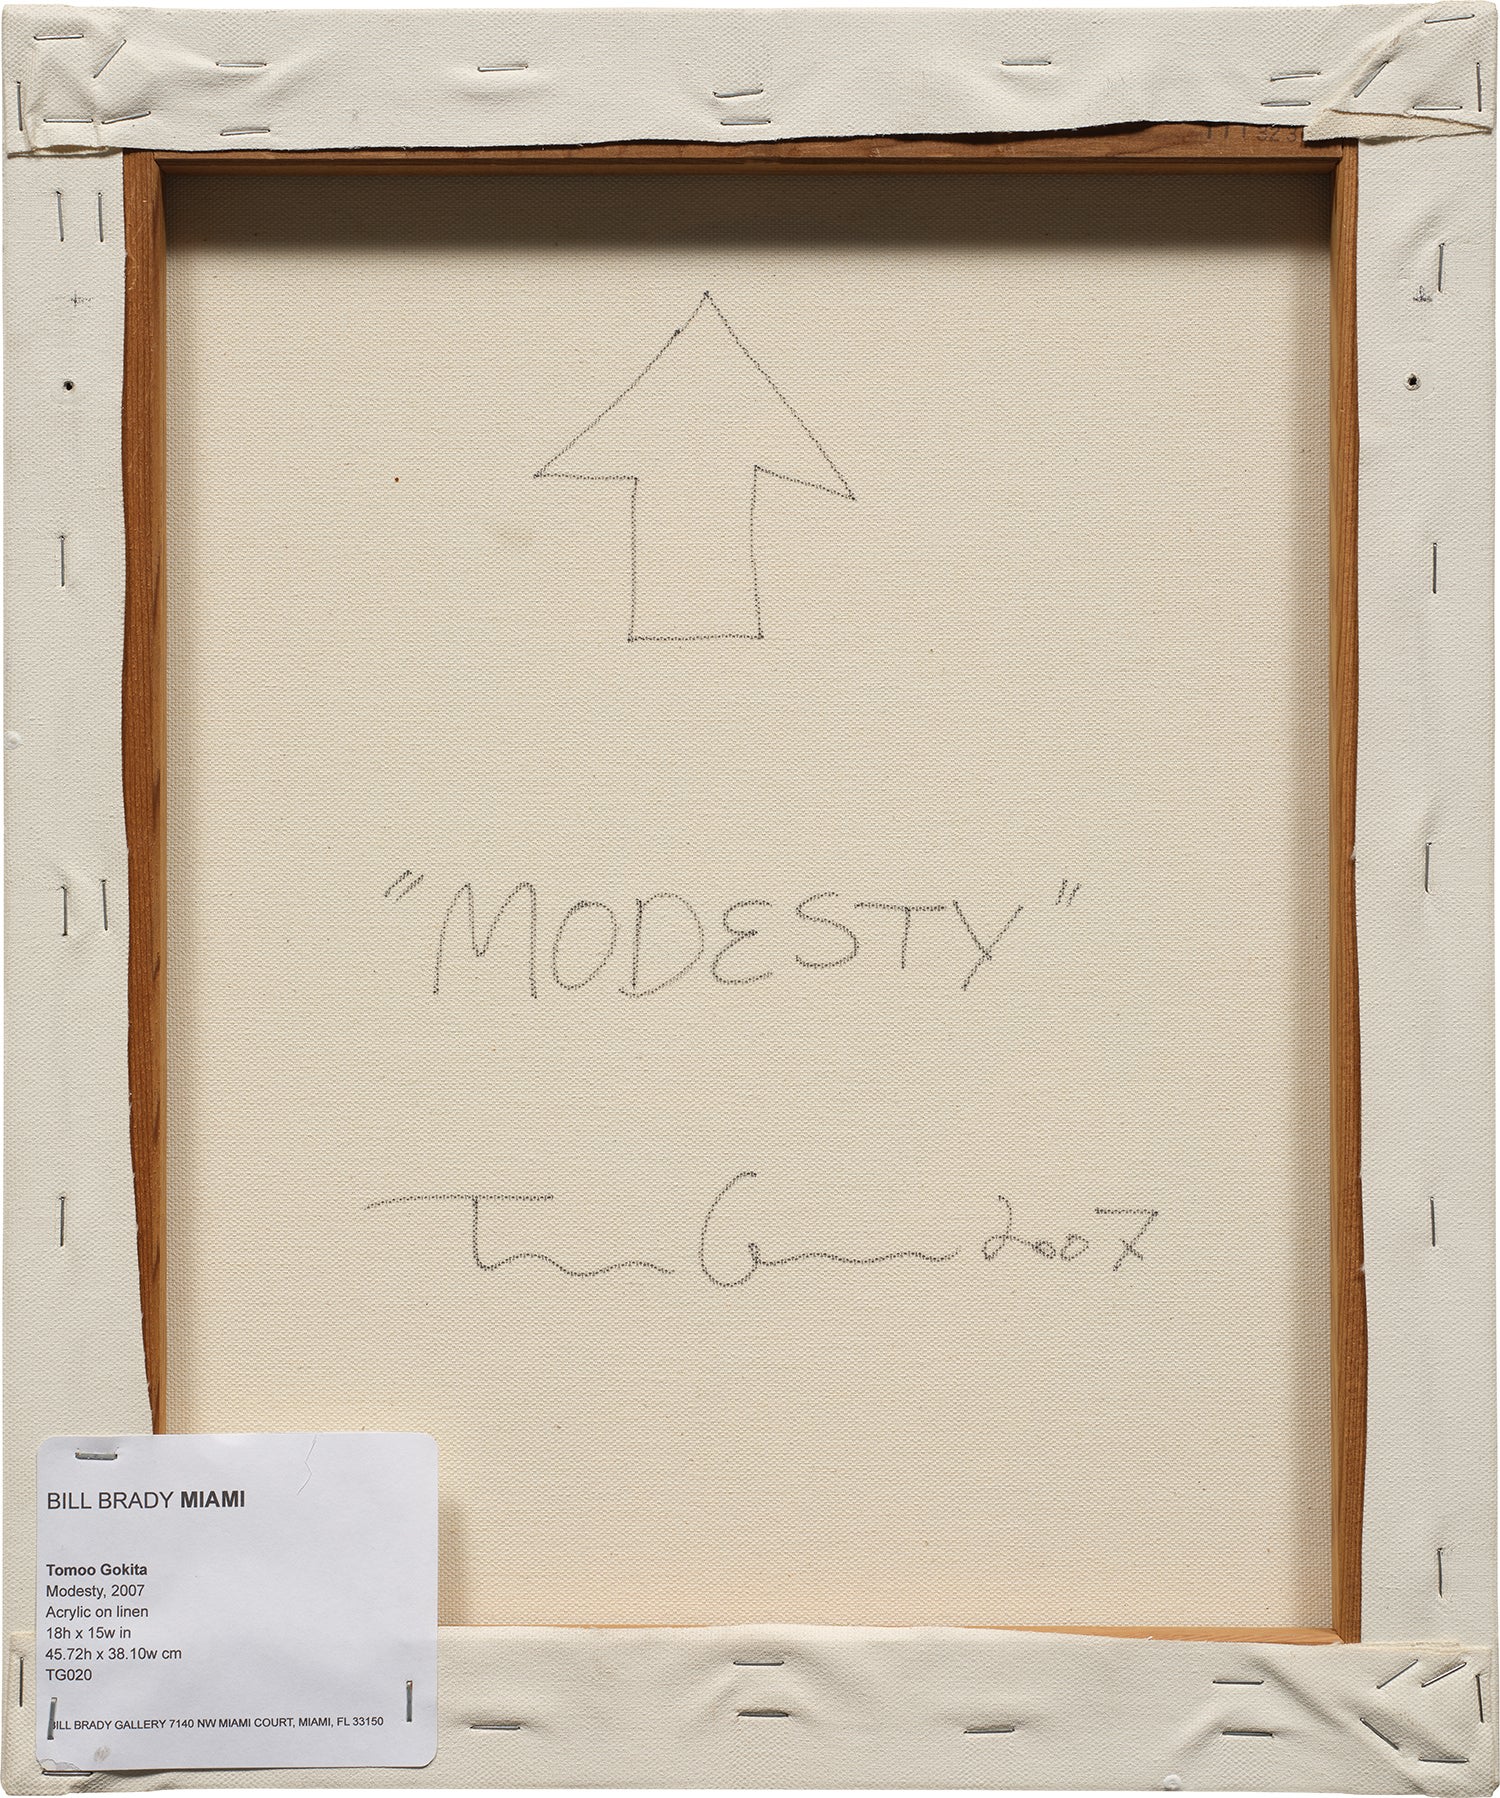 "MODESTY"
2007
BILL BRADY MIAMI
Tomoo Gokita
Modesty, 2007
Acrylic on linen
18h x 15w in
45.72h x 38.10w cm
TG020
BILL BRADY GALLERY 7140 NW MIAMI COURT, MIAMI, FL 33150